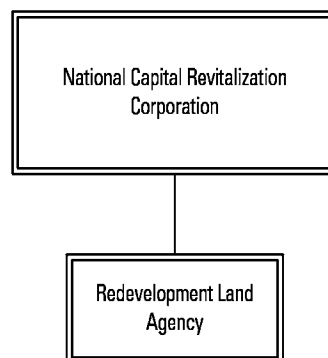 National Capital Revitalization
Corporation
Redevelopment Land
Agency